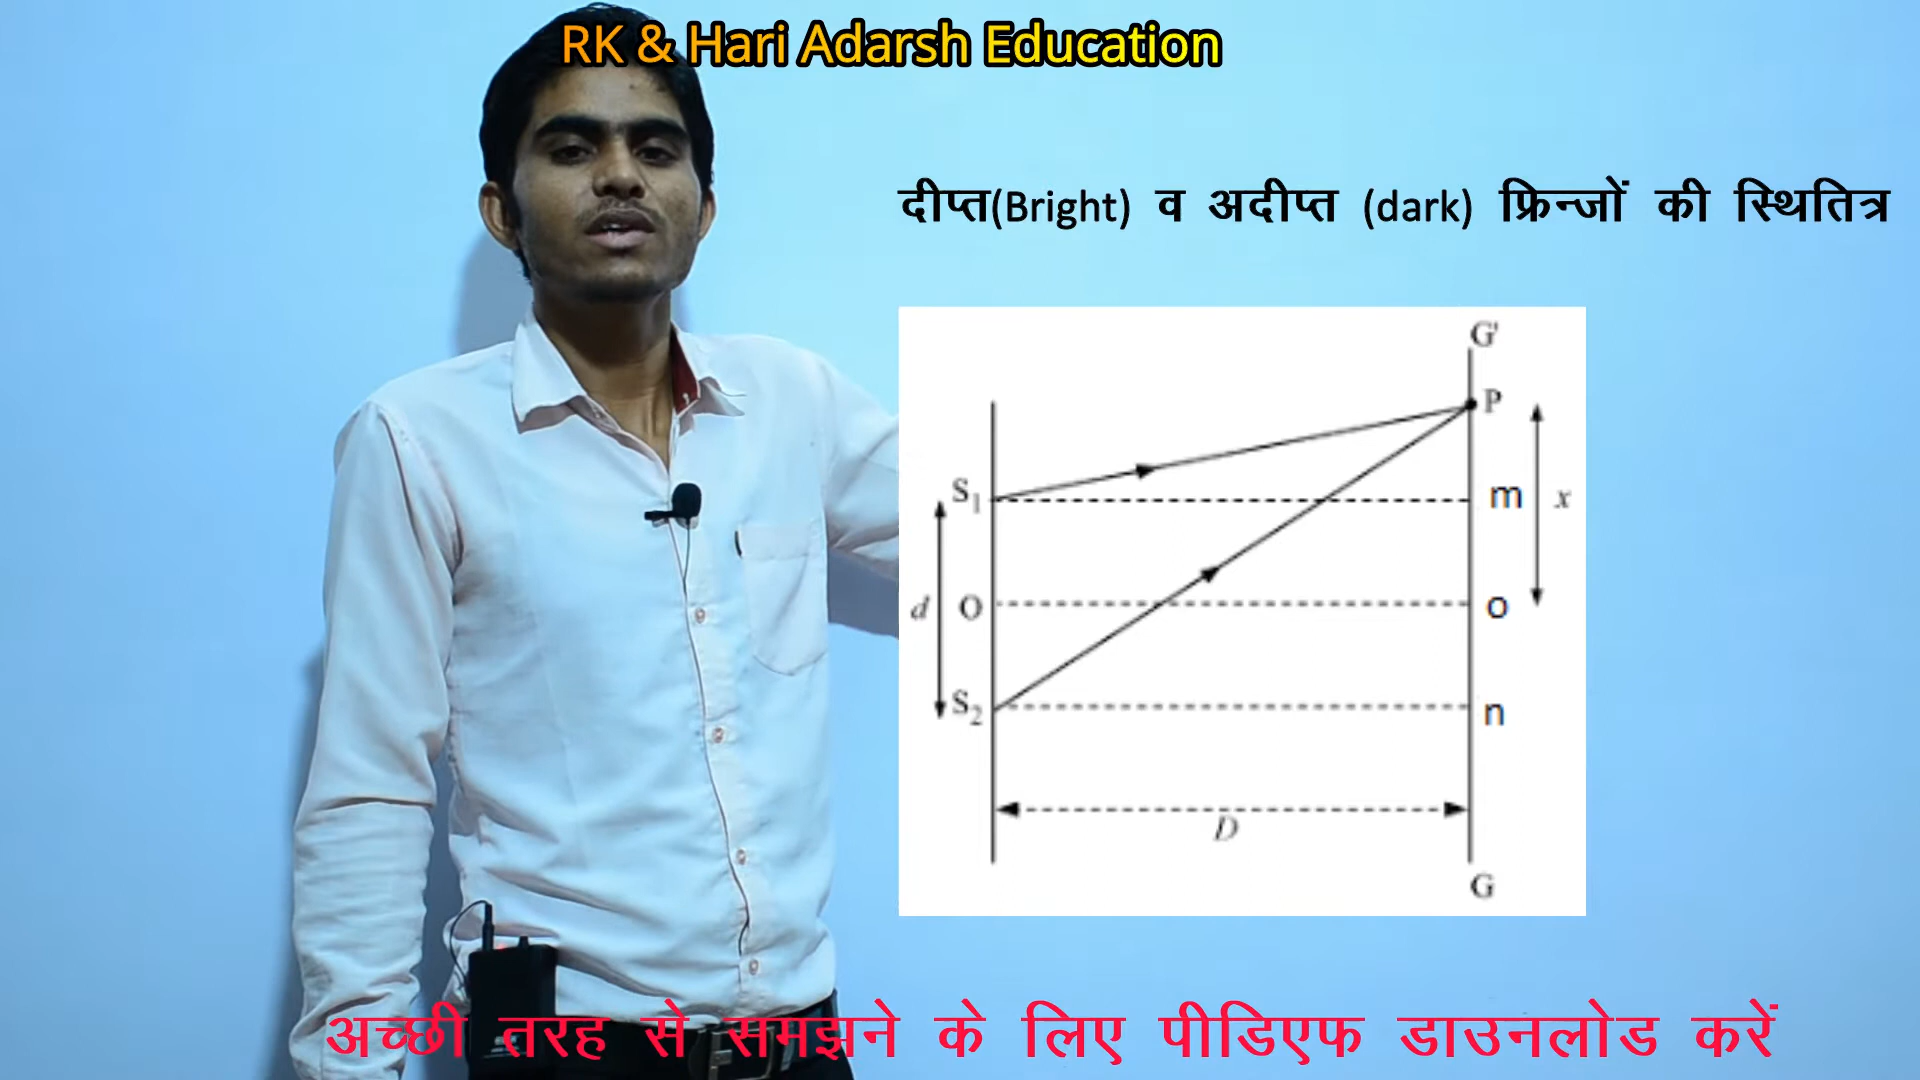 RK & Hari Adarsh Education
दीप्त(Bright) व अदीप्त (dark) फ्रिन्जों की स्थितित्र
G'
P
S1
m
x
d
O
o
S2
n
D
G
अच्छी तरह से समझने के लिए पीडिएफ डाउनलोड करें